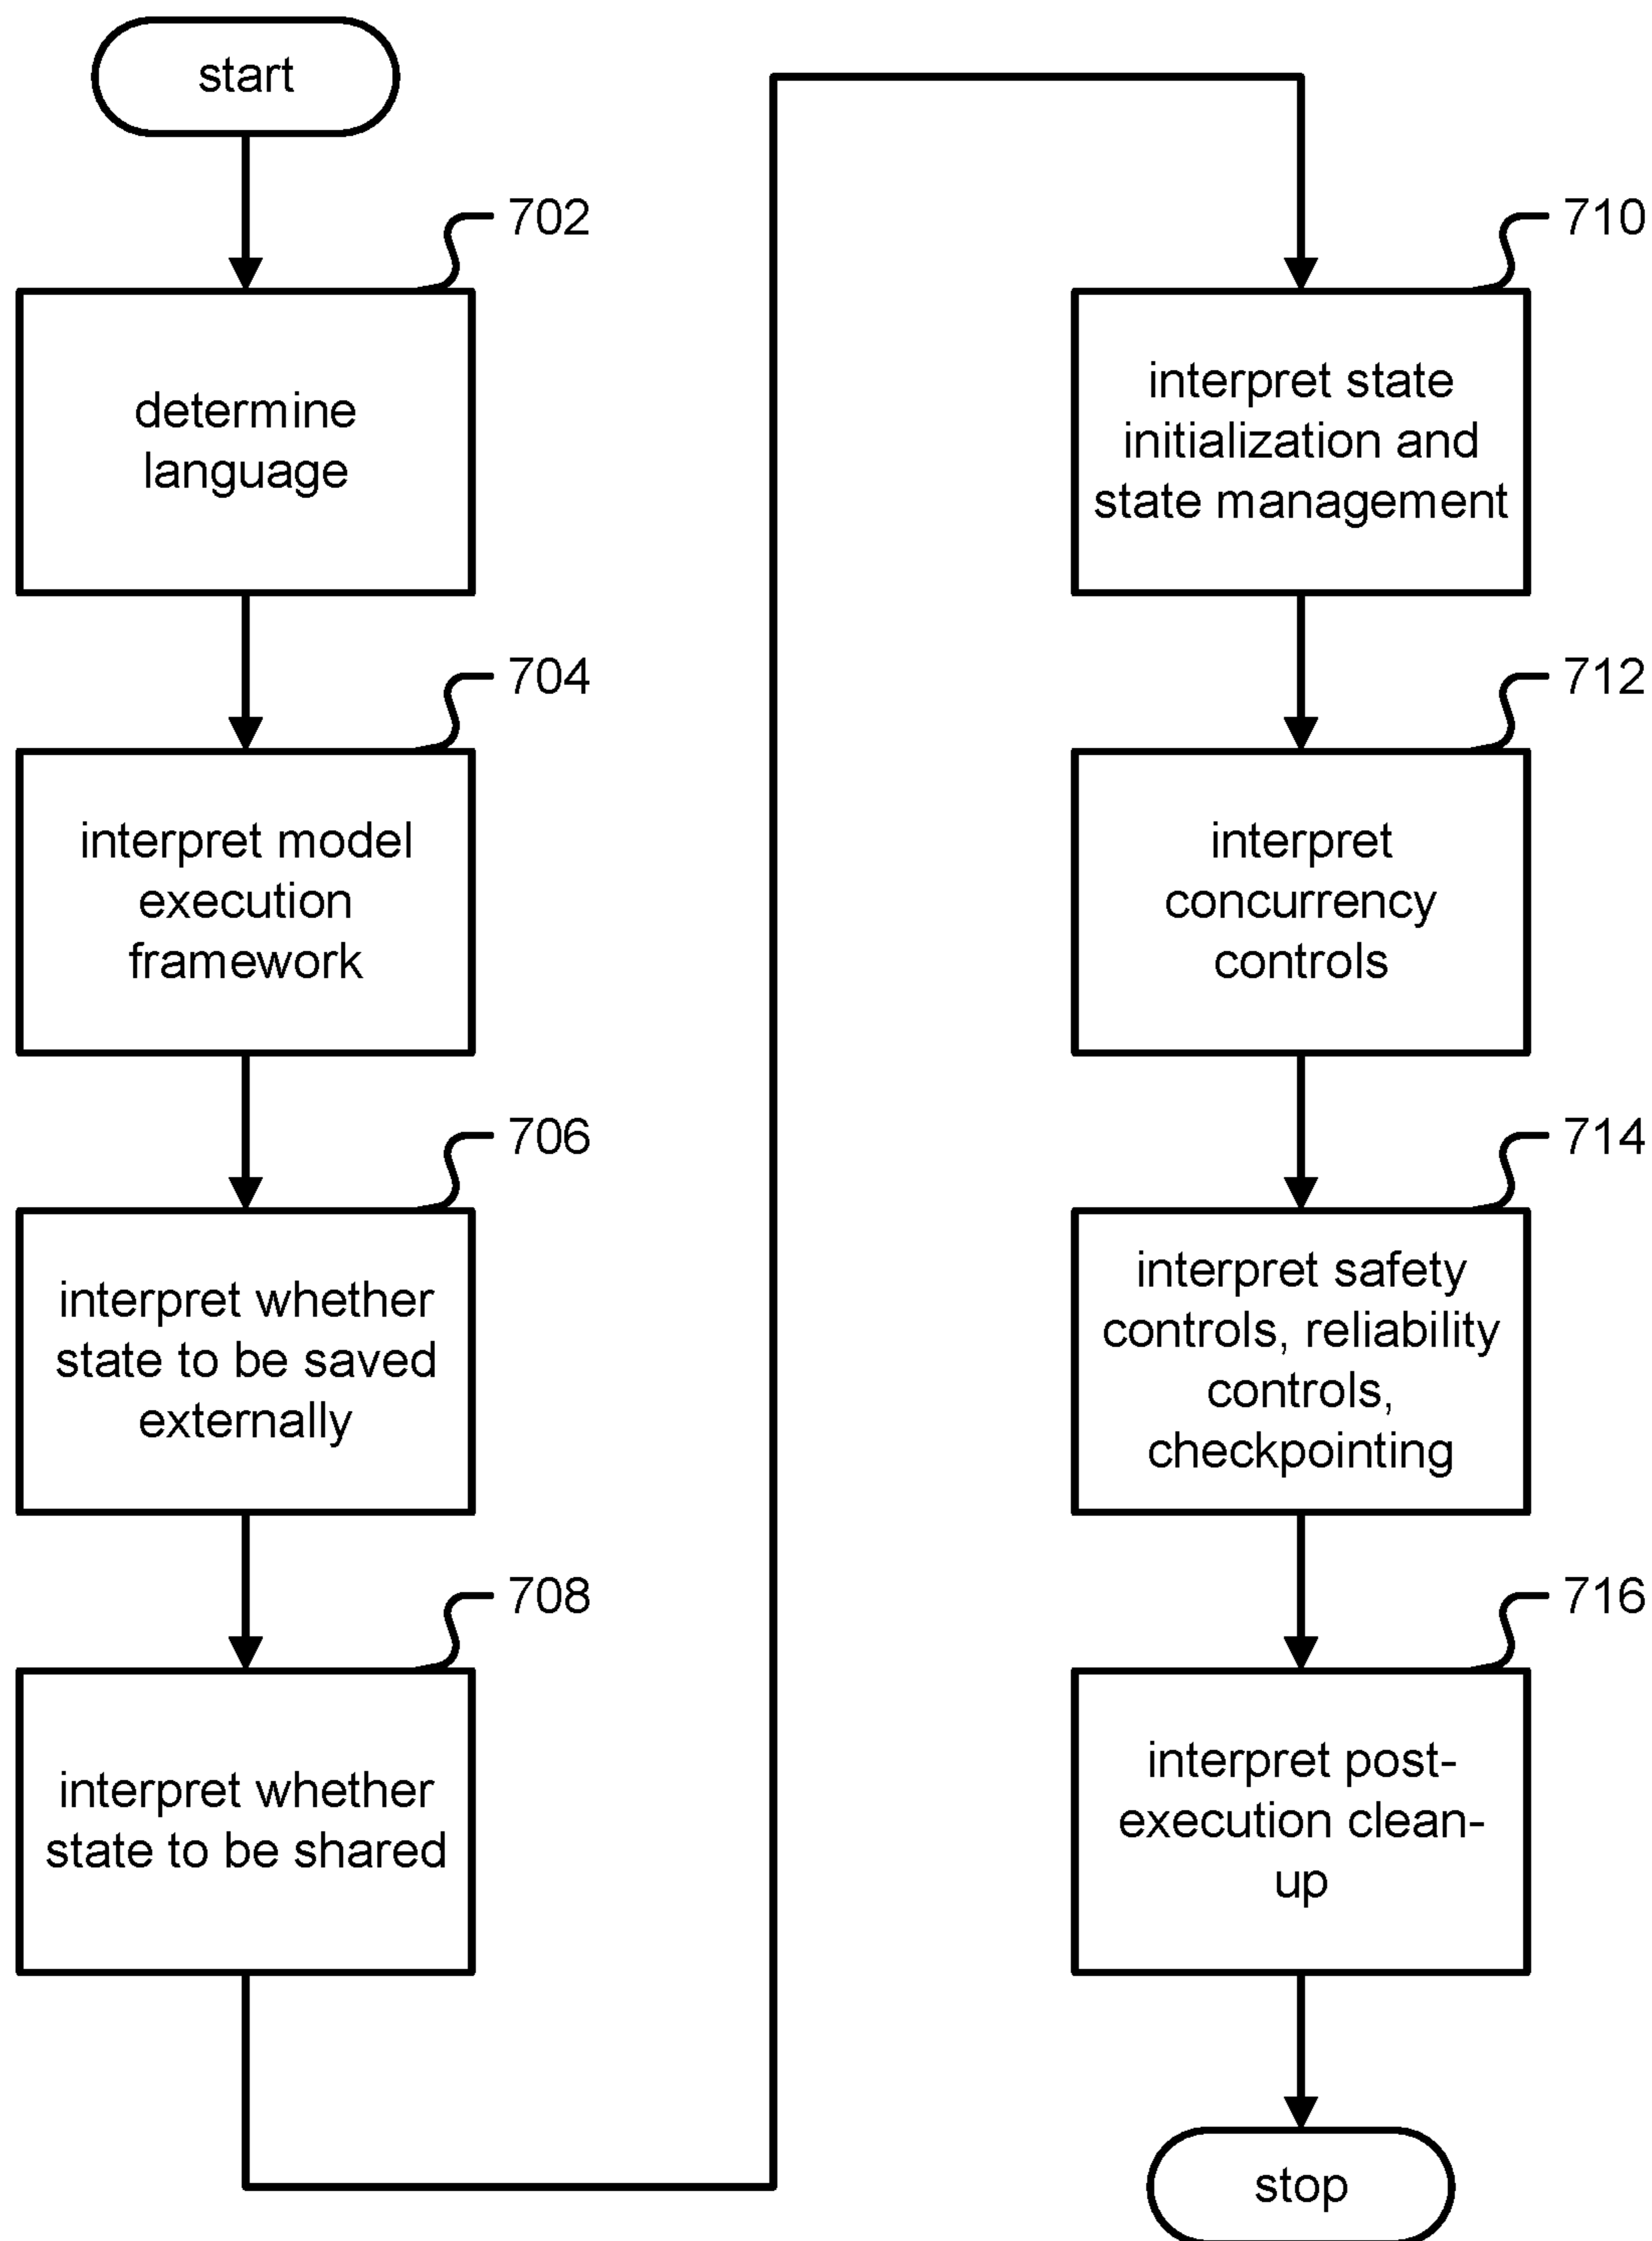 start
702
determine
language
704
interpret model
execution
framework
706
interpret whether
state to be saved
externally
708
interpret whether
state to be shared
710
interpret state
initialization and
state management
712
interpret
concurrency
controls
714
interpret safety
controls, reliability
controls,
checkpointing
716
interpret post-
execution clean-
up
stop